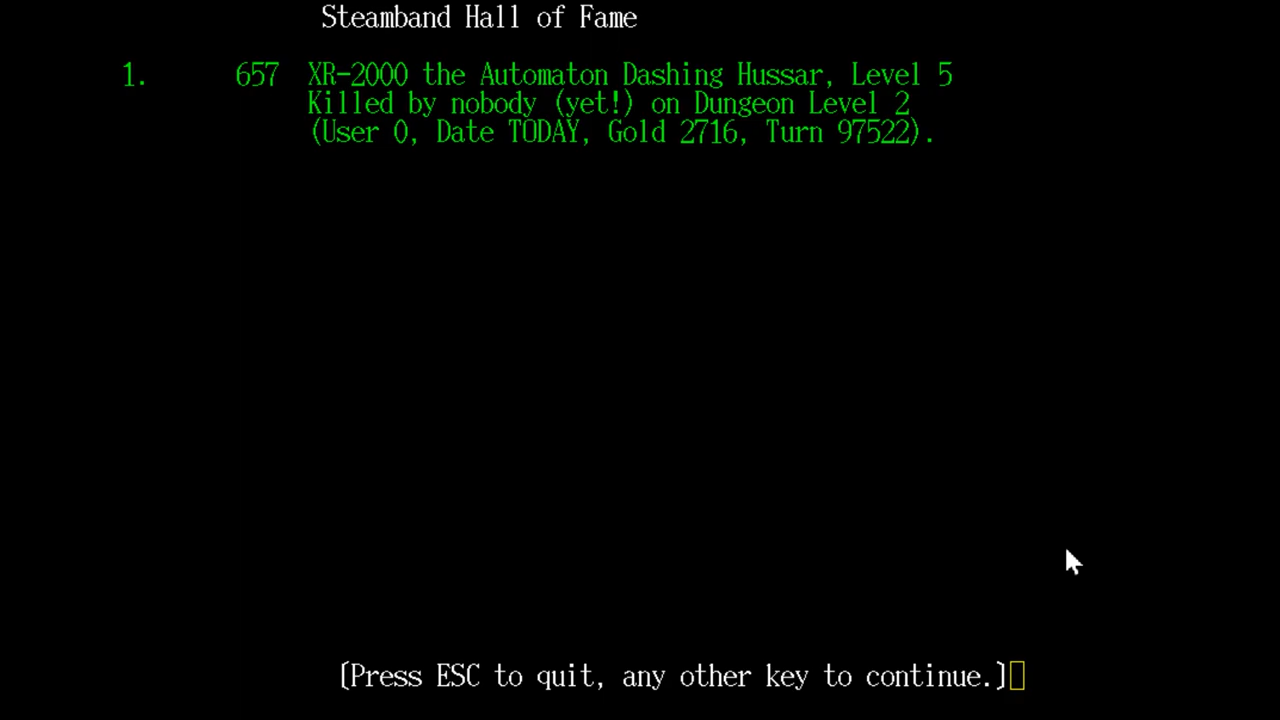 Steamband Hall of Fame
1. 657 XR-2000 the Automaton Dashing Hussar, Level 5
Killed by nobody (yet!) on Dungeon Level 2
(User 0, Date TODAY, Gold 2716, Turn 97522).
[Press ESC to quit, any other key to continue.]